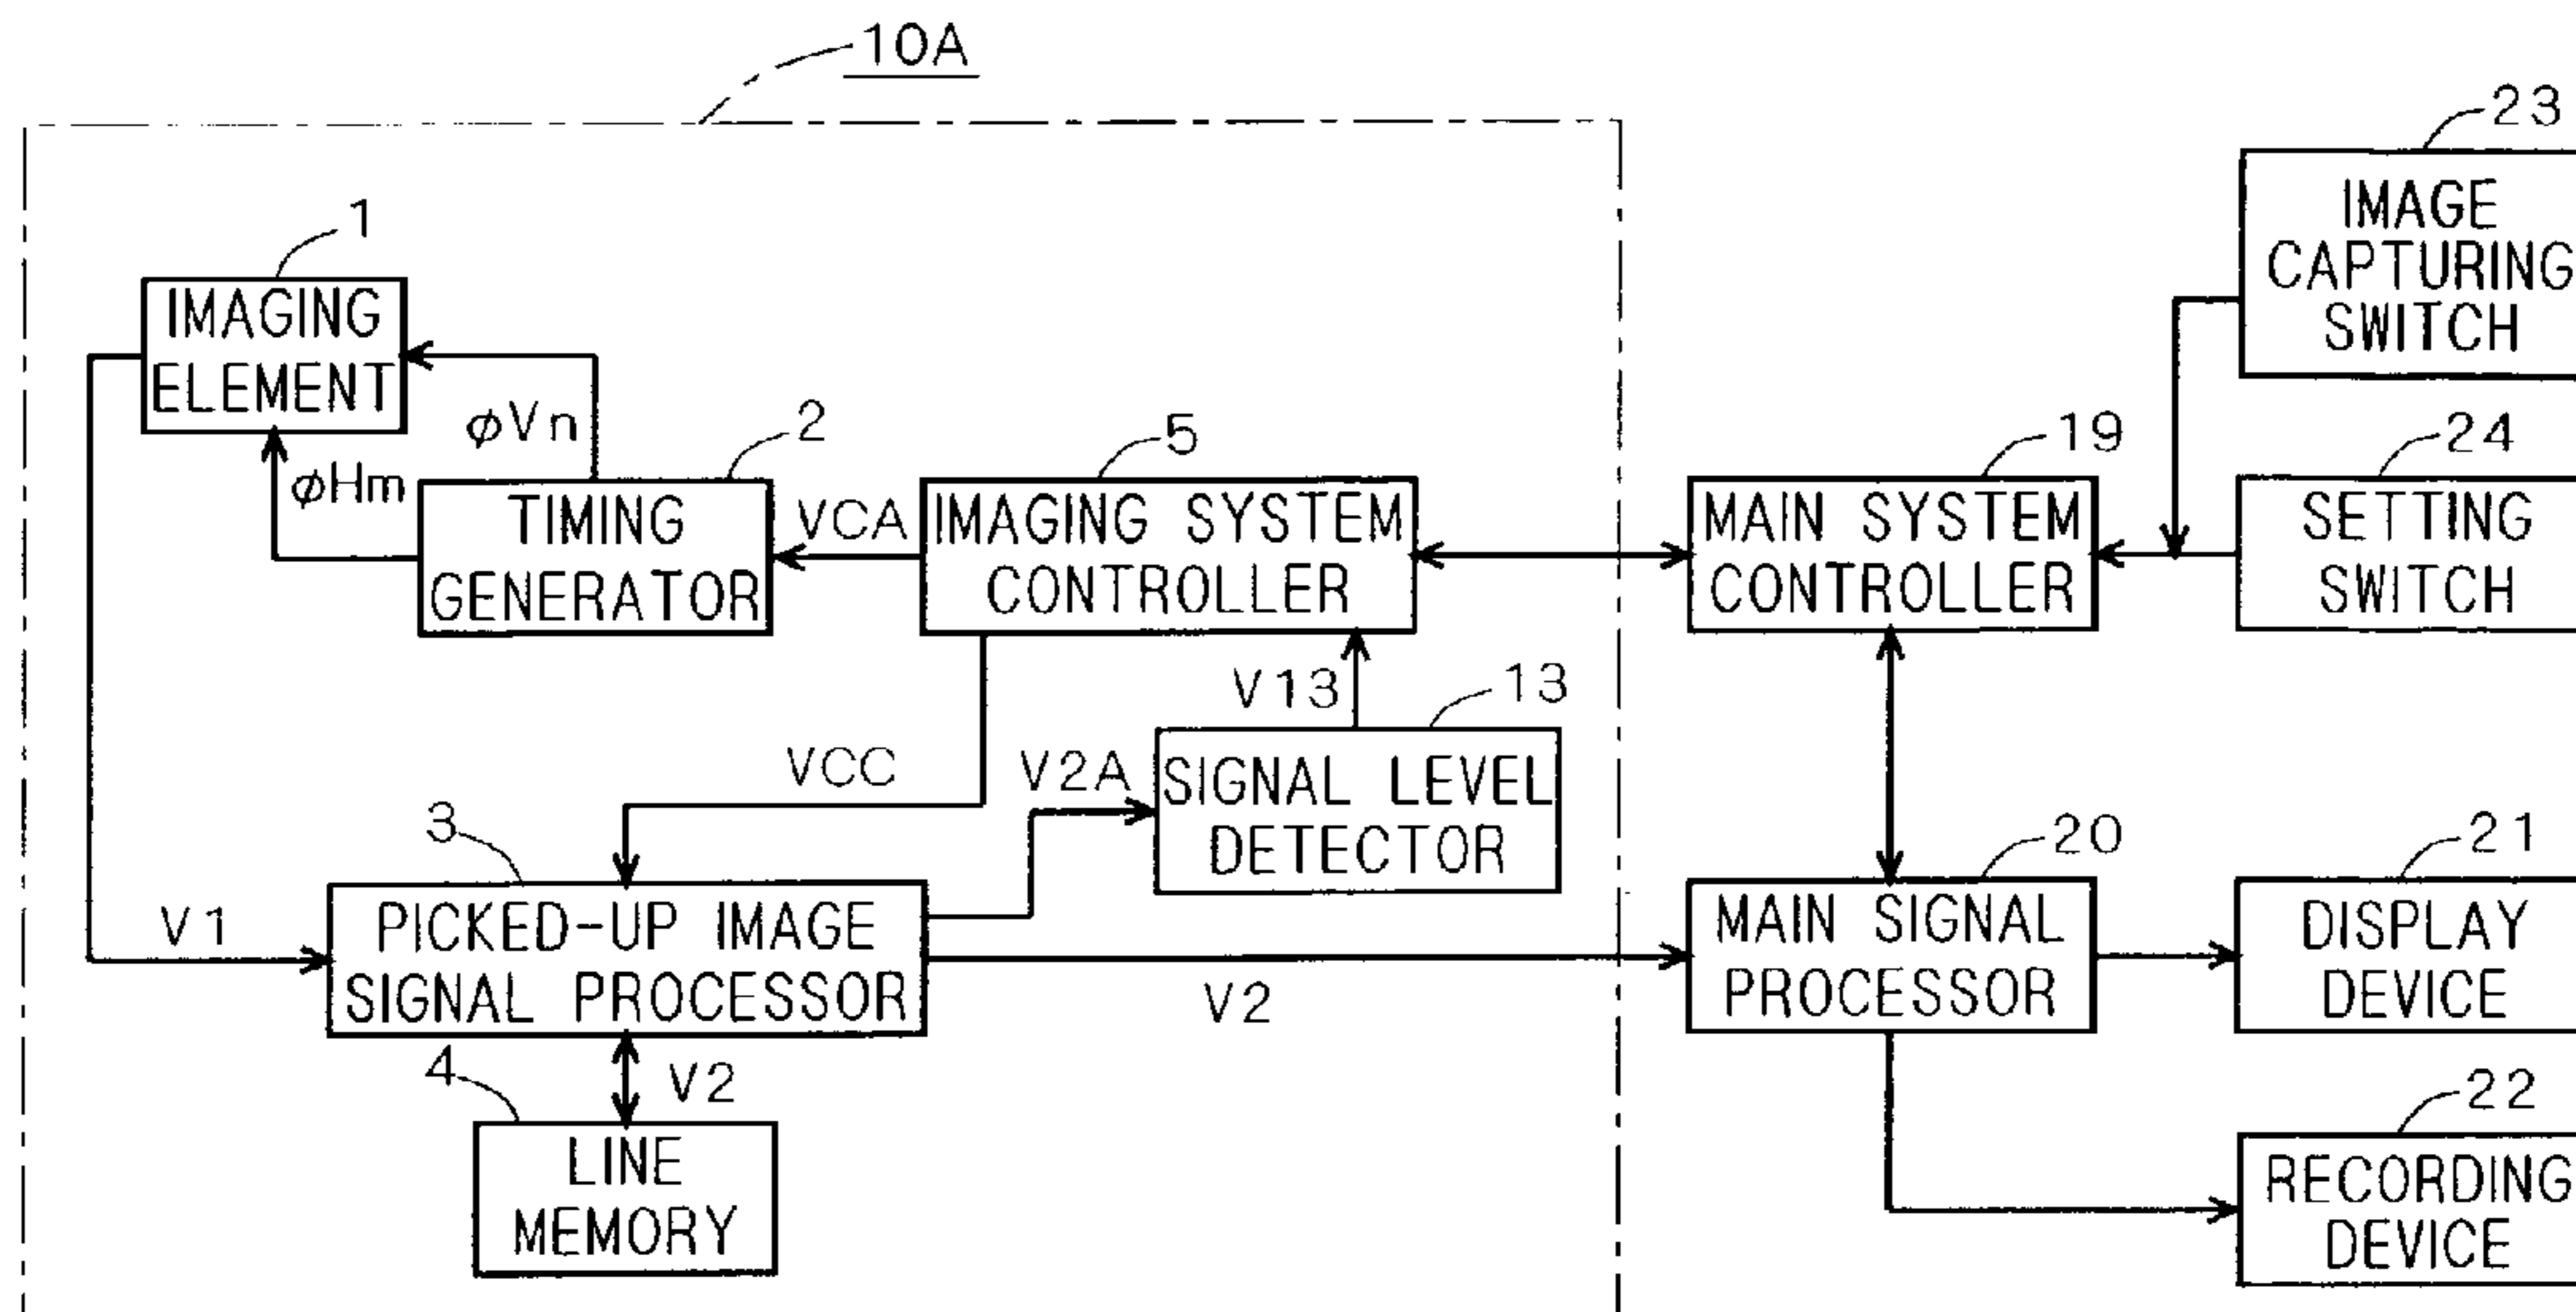 10A
23
IMAGE
CAPTURING
SWITCH
1
IMAGING
ELEMENT
φVn
φHm
2
TIMING
GENERATOR
VCA
5
IMAGING SYSTEM
CONTROLLER
19
MAIN SYSTEM
CONTROLLER
24
SETTING
SWITCH
V13
13
SIGNAL LEVEL
DETECTOR
VCC
V2A
V1
3
PICKED-UP IMAGE
SIGNAL PROCESSOR
V2
20
MAIN SIGNAL
PROCESSOR
21
DISPLAY
DEVICE
4
V2
LINE
MEMORY
22
RECORDING
DEVICE